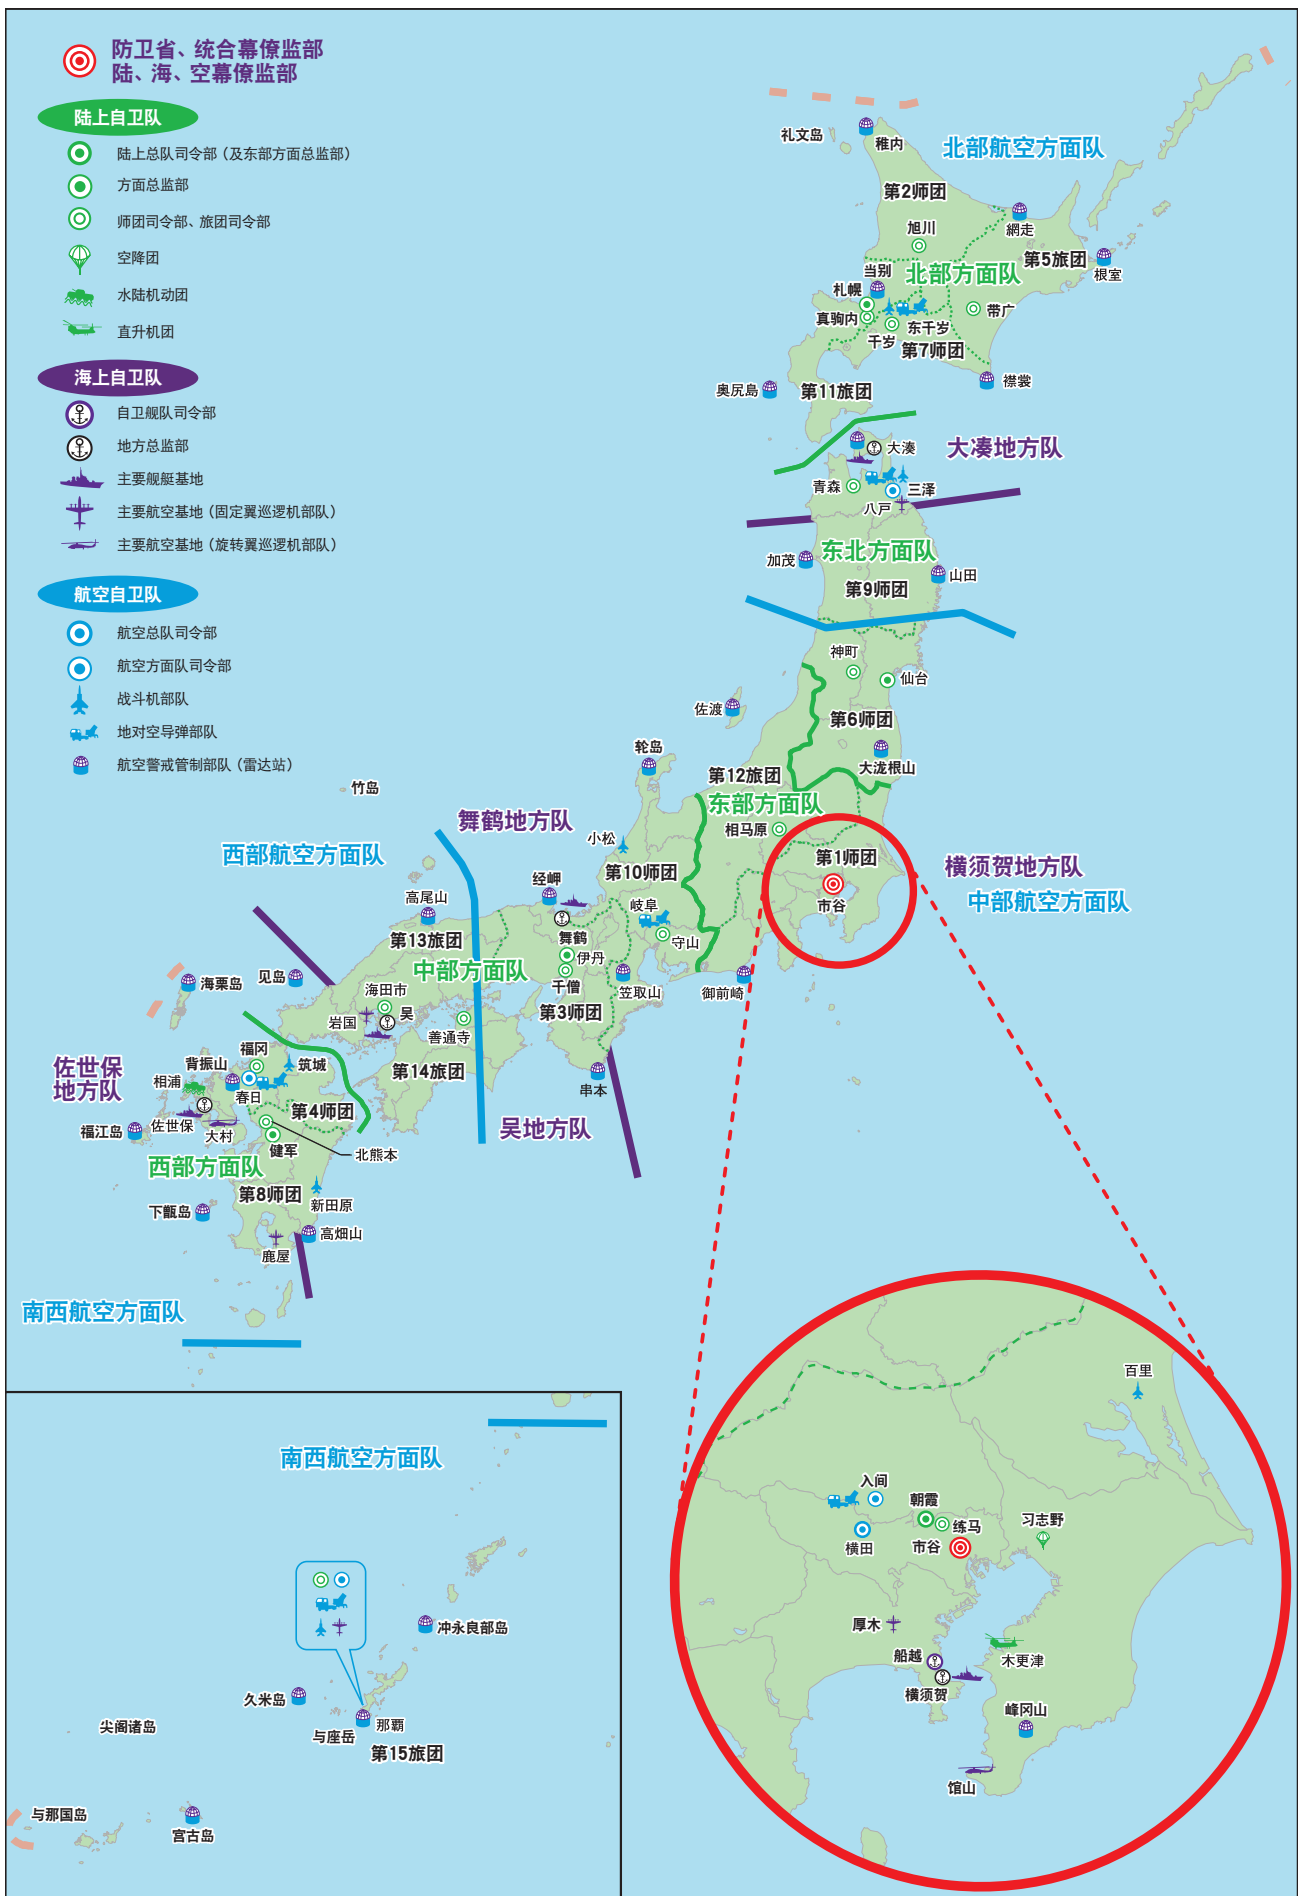 防卫省、统合幕僚监部
陆、海、空幕僚监部
陆上自卫队
陆上总队司令部（及东部方面总监部）
方面总监部
师团司令部、旅团司令部
空降团
水陆机动团
直升机团
海上自卫队
自卫舰队司令部
地方总监部
主要舰艇基地
主要航空基地（固定翼巡逻机部队）
主要航空基地（旋转翼巡逻机部队）
航空自卫队
航空总队司令部
航空方面队司令部
战斗机部队
地对空导弹部队
航空警戒管制部队（雷达站）
礼文岛
稚内
北部航空方面队
第2师团
旭川
網走
第5旅团
根室
当别
北部方面队
札幌
真驹内
带广
东千岁
千岁
第7师团
襟裳
奥尻岛
第11旅团
大凑地方队
大湊
青森
三泽
八戸
东北方面队
加茂
山田
第9师团
神町
仙台
佐渡
第6师团
轮岛
大泷根山
第12旅团
竹岛
东部方面队
舞鹤地方队
相马原
小松
西部航空方面队
第1师团
横须贺地方队
第10师团
经岬
市谷
中部航空方面队
高尾山
岐阜
第13旅团
舞鹤
守山
伊丹
中部方面队
海栗岛
见岛
千僧
笠取山
御前崎
海田市
第3师团
岩国
吴
善通寺
福冈
背振山
筑城
佐世保
地方队
相浦
第14旅团
串本
春日
第4师团
佐世保
大村
福江岛
吴地方队
健军
北熊本
西部方面队
第8师团
新田原
下甑岛
高畑山
鹿屋
南西航空方面队
百里
南西航空方面队
入间
朝霞
练马
习志野
横田
市谷
厚木
冲永良部岛
船越
木更津
横须贺
久米岛
峰冈山
尖阁诸岛
那霸
与座岳
第15旅团
馆山
与那国岛
宫古岛